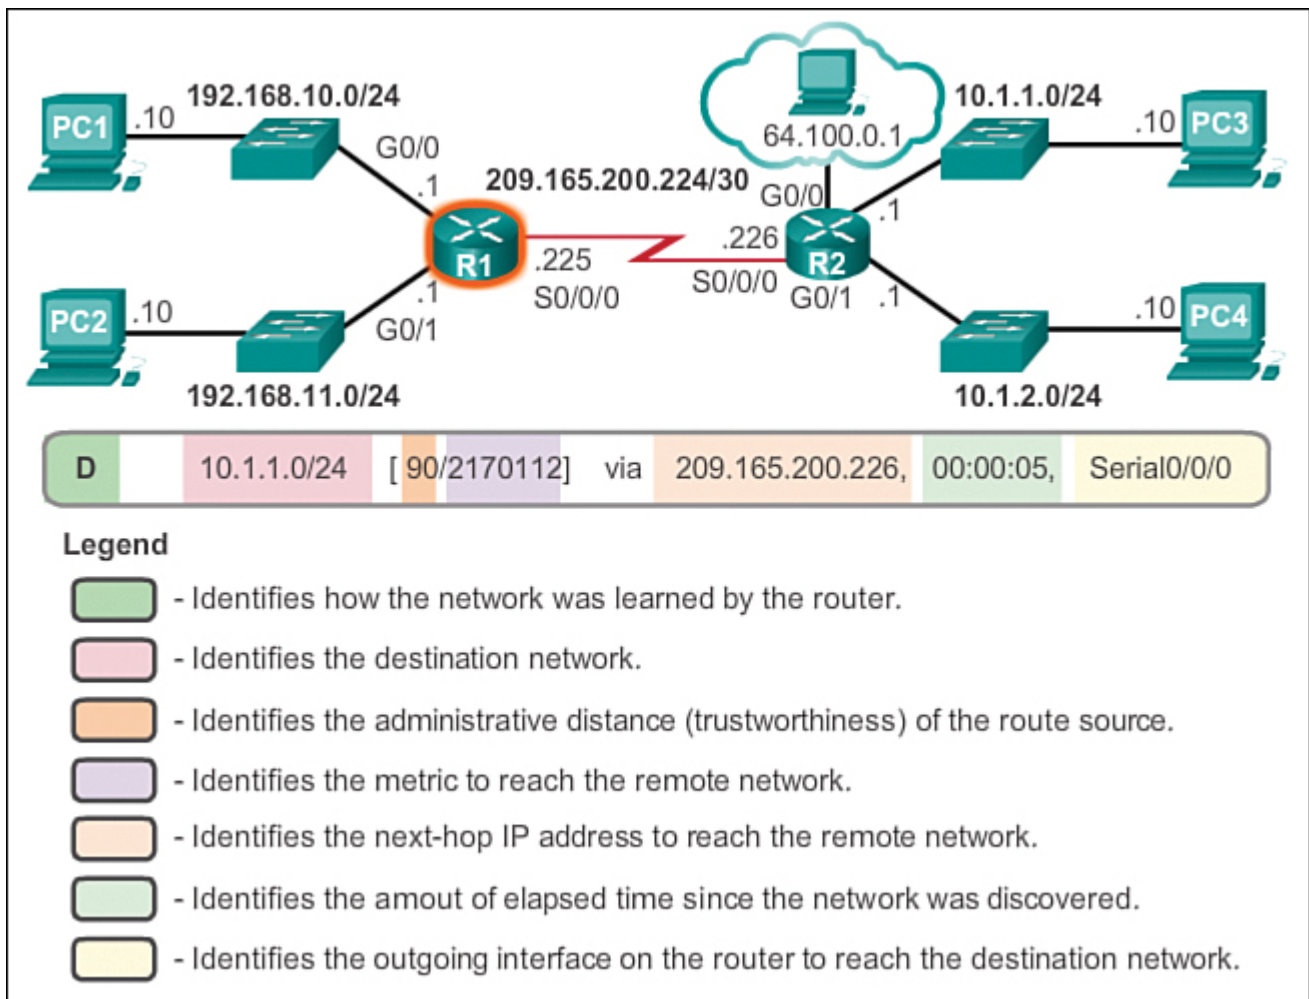 192.168.10.0/24
PC1
.10
G0/0
.1
209.165.200.224/30
64.100.0.1
G0/0
10.1.1.0/24
.10
PC3
.1
R1
.225
S0/0/0
.226
S0/0/0
R2
G0/1
.1
.1
G0/1
PC2
.10
192.168.11.0/24
.10
PC4
10.1.2.0/24
D 10.1.1.0/24 [ 90/2170112] via 209.165.200.226, 00:00:05, Serial0/0/0
Legend
- Identifies how the network was learned by the router.
- Identifies the destination network.
- Identifies the administrative distance (trustworthiness) of the route source.
- Identifies the metric to reach the remote network.
- Identifies the next-hop IP address to reach the remote network.
- Identifies the amout of elapsed time since the network was discovered.
- Identifies the outgoing interface on the router to reach the destination network.